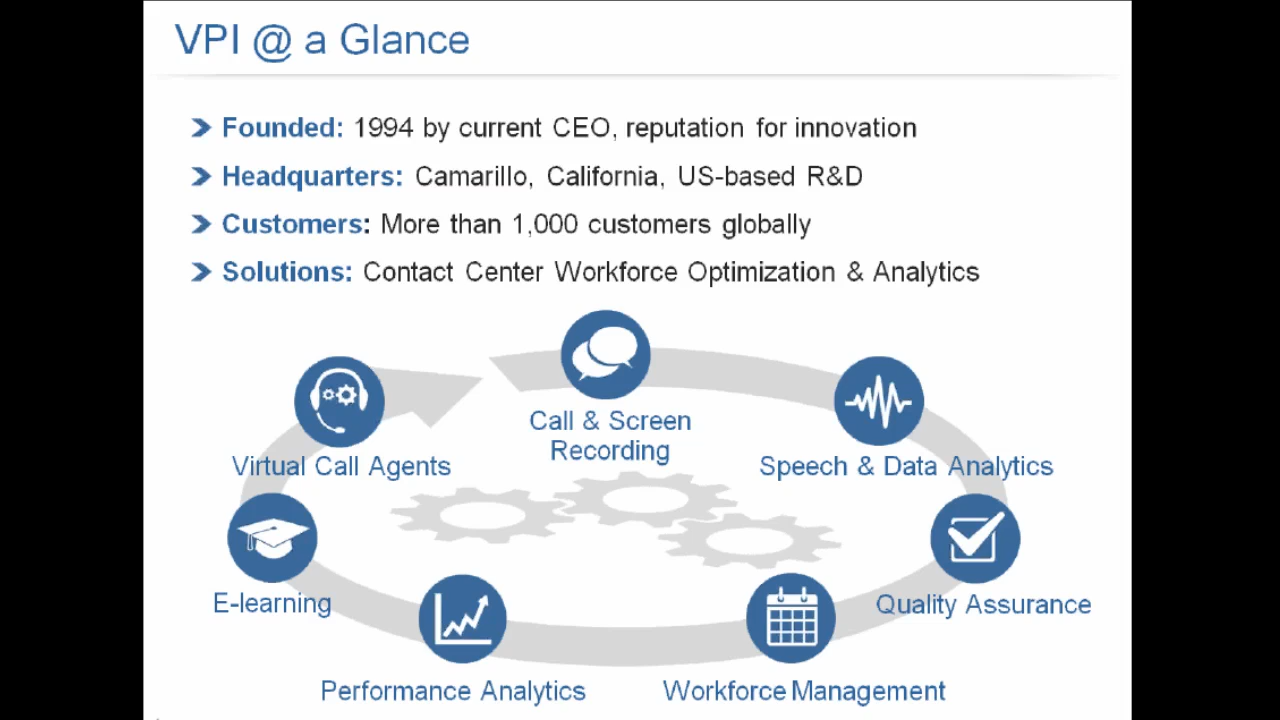 VPI @ a Glance
Founded: 1994 by current CEO, reputation for innovation
Headquarters: Camarillo, California, US-based R&D
Customers: More than 1,000 customers globally
Solutions: Contact Center Workforce Optimization & Analytics
Call & Screen
Recording
Virtual Call Agents
Speech & Data Analytics
E-learning
Quality Assurance
Performance Analytics
Workforce Management